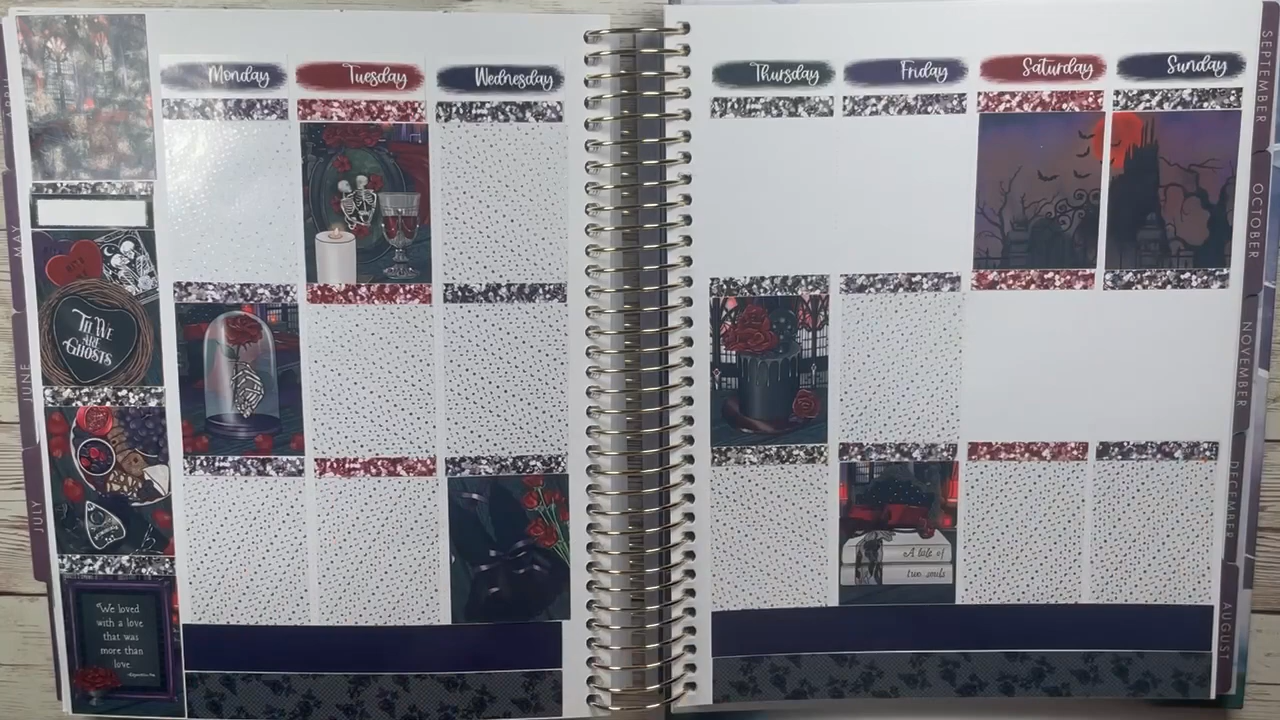 Monday
Tuesday
Wednesday
Thursday
Friday
Saturday
Sunday
TIL WE
ARE
GHOSTS
"We loved
with a love
that was
more than
love.
A tale of
two souls
APRIL
MAY
JUNE
JULY
SEPTEMBER
OCTOBER
NOVEMBER
DECEMBER
AUGUST